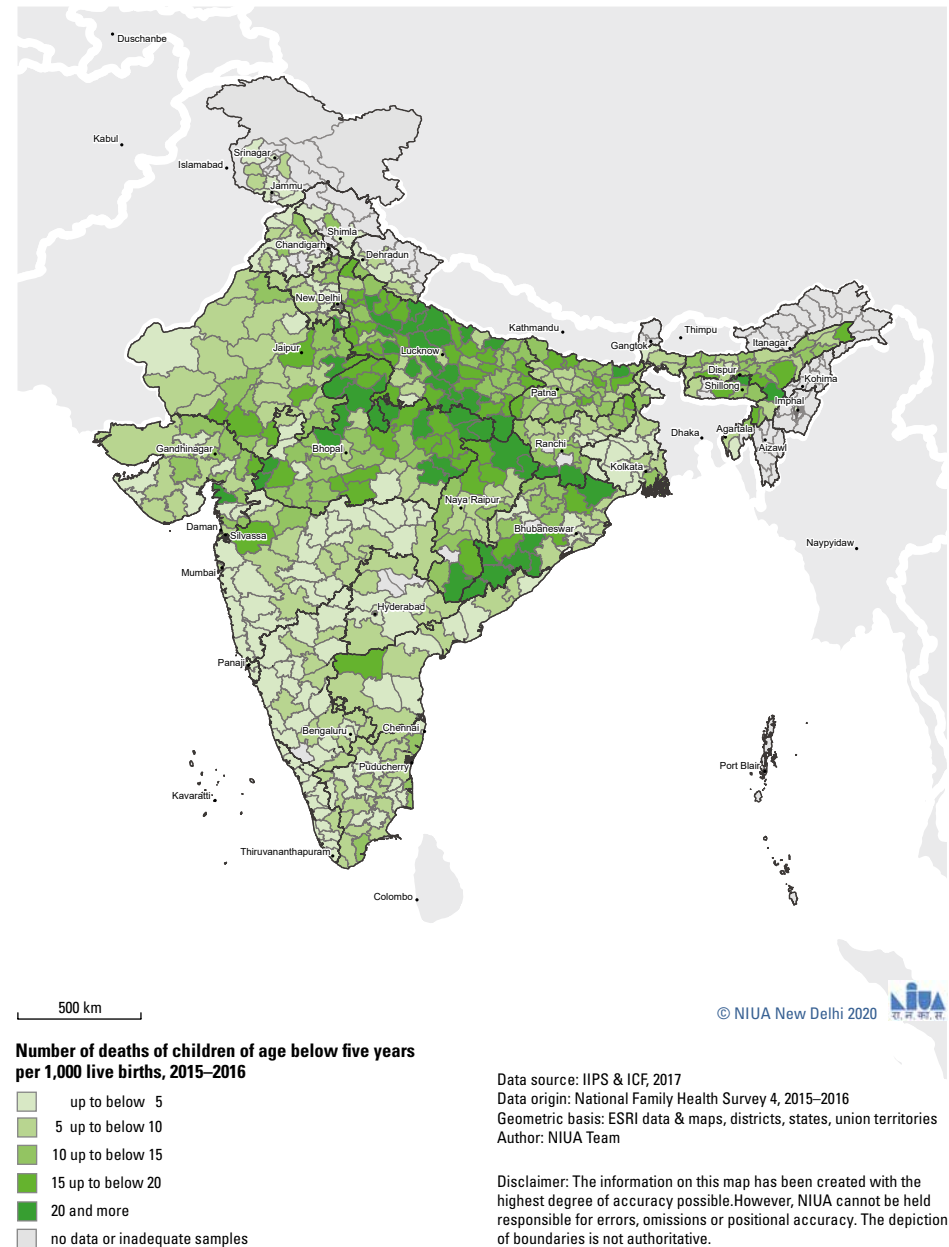 Duschanbe
Kabul
Srinagar
Islamabad
Jammu
Shimla
Chandigarh
Dehradun
New Delhi
Kathmandu
Thimpu
Gangtok
Itanagar
Jaipur
Lucknow
Dispur
Kohima
Shillong
Patna
Imphal
Dhaka
Agartala
Gandhinagar
Bhopal
Ranchi
Aizawl
Kolkata
Naya Raipur
Daman
Silvassa
Bhubaneswar
Naypyidaw
Mumbai
Hyderabad
Panaji
Bengaluru
Chennai
Puducherry
Port Blair
Kavaratti
Thiruvananthapuram
Colombo
500 km
© NIUA New Delhi 2020
NIUA
रा. न. का. सं.
Number of deaths of children of age below five years
per 1,000 live births, 2015–2016
up to below 5
5 up to below 10
10 up to below 15
15 up to below 20
20 and more
no data or inadequate samples
Data source: IIPS & ICF, 2017
Data origin: National Family Health Survey 4, 2015–2016
Geometric basis: ESRI data & maps, districts, states, union territories
Author: NIUA Team
Disclaimer: The information on this map has been created with the
highest degree of accuracy possible.However, NIUA cannot be held
responsible for errors, omissions or positional accuracy. The depiction
of boundaries is not authoritative.